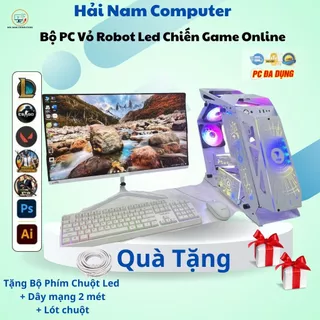 Hải Nam Computer
Bộ PC Vỏ Robot Led Chiến Game Online
PC ĐA DỤNG
Ps
Ai
Quà Tặng
Tặng Bộ Phím Chuột Led
+ Dây mạng 2 mét
+ Lót chuột